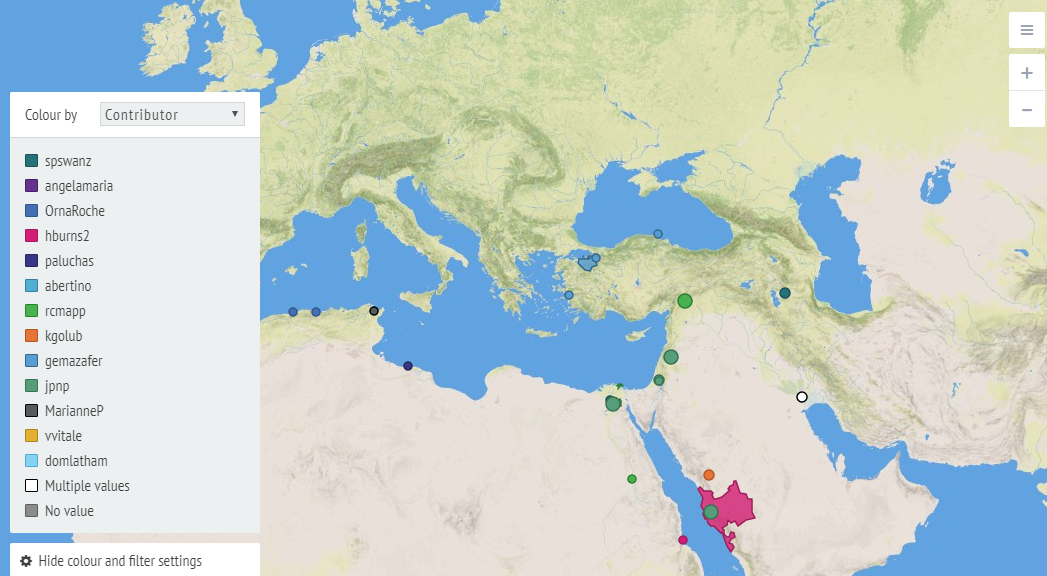 Colour by Contributor
spswanz
angelamaria
OrnaRoche
hburns2
paluchas
abertino
rcmapp
kgolub
gemazafer
jpnp
MarianneP
vvitale
domlatham
Multiple values
No value
Hide colour and filter settings